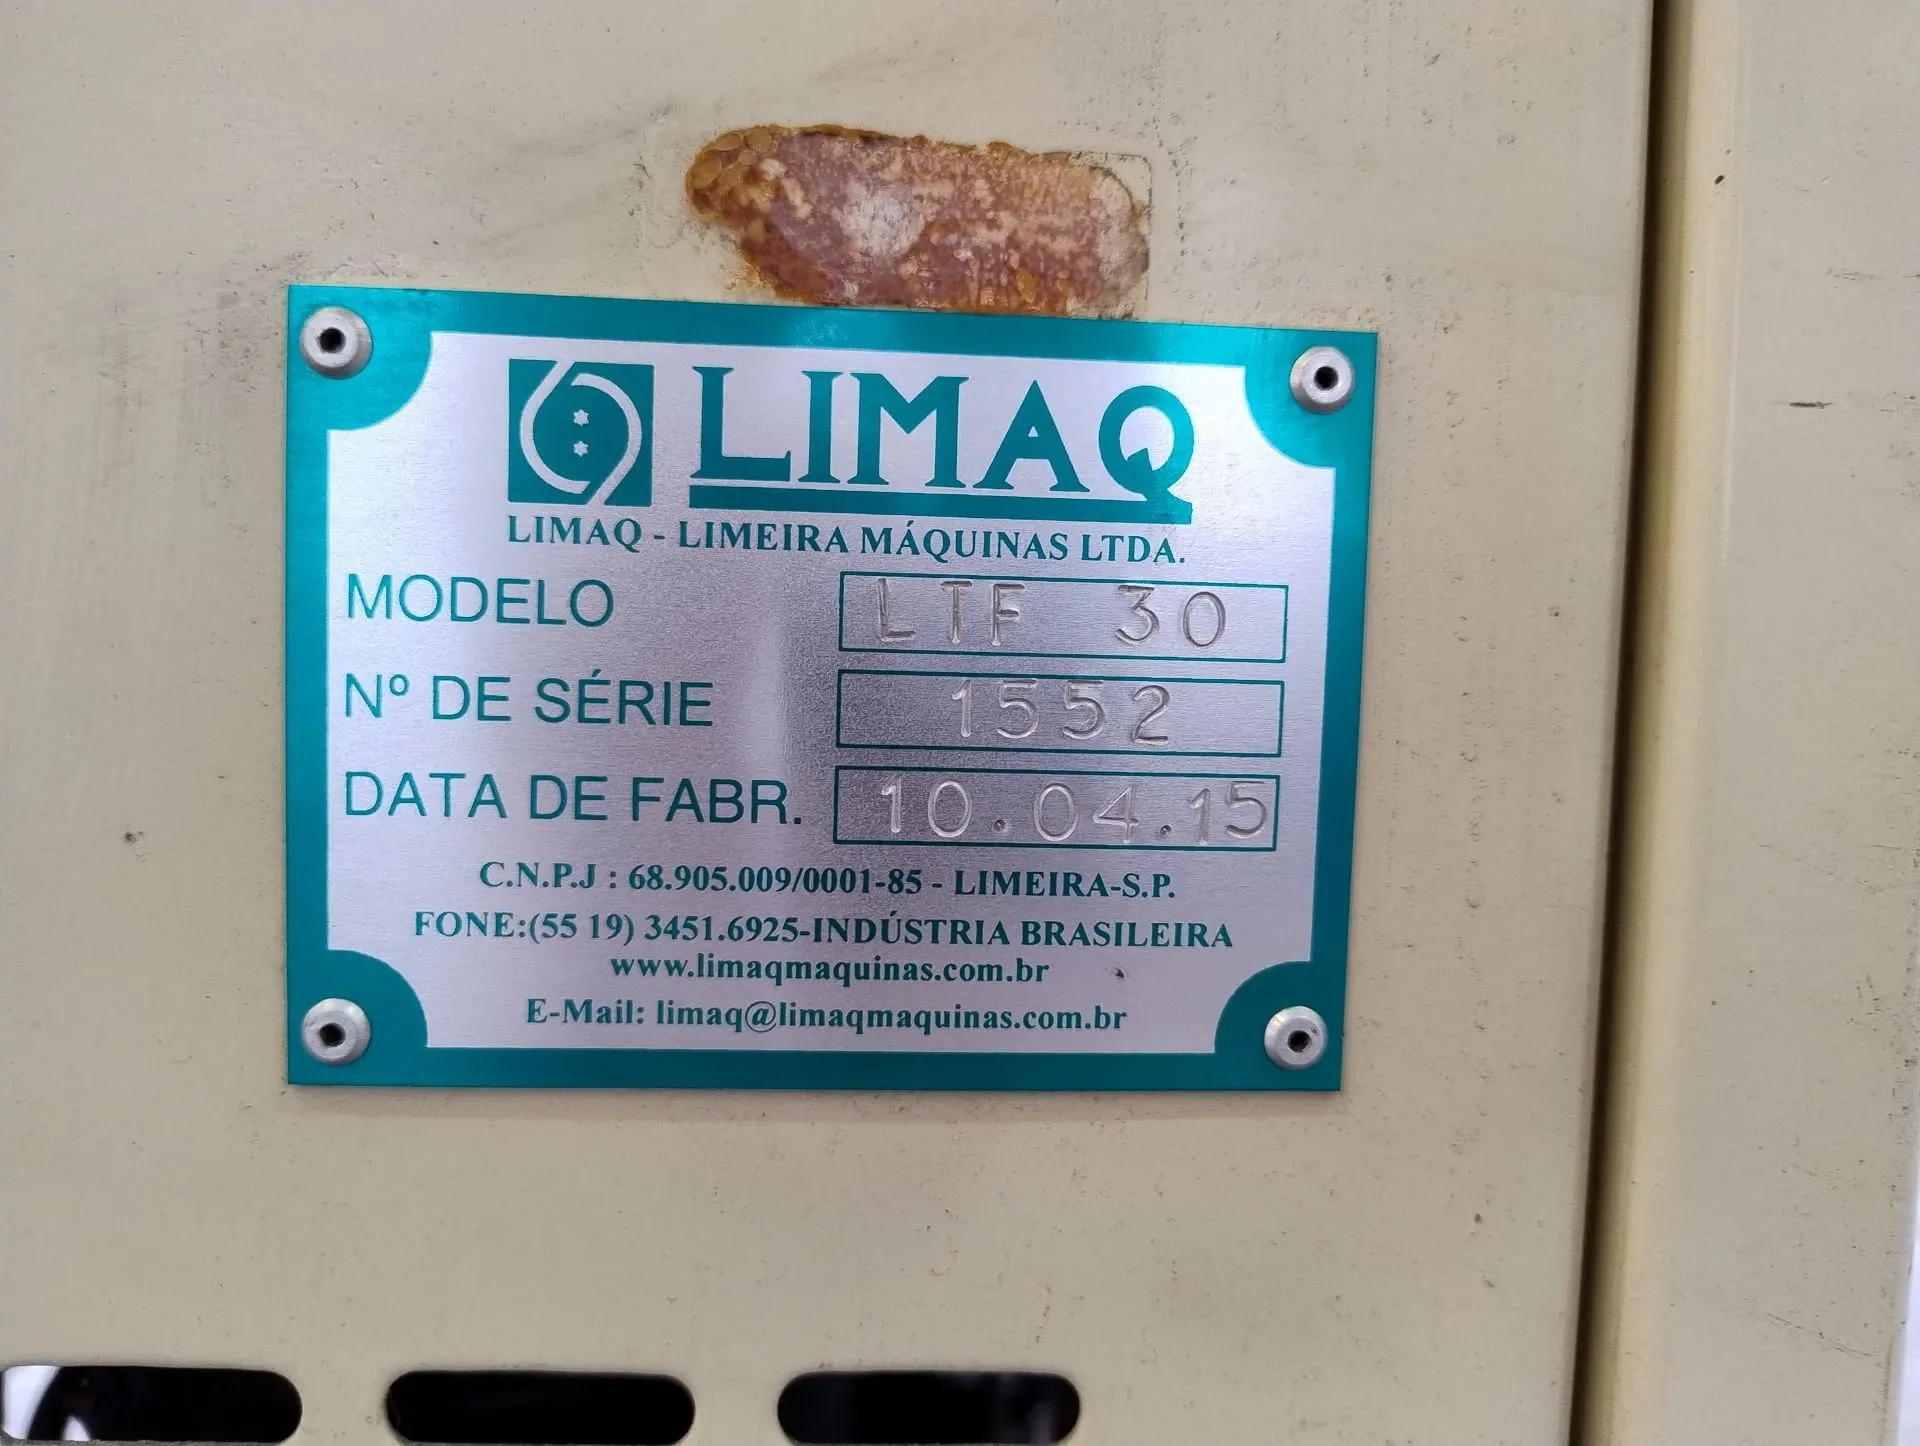 LIMAQ
LIMAQ - LIMEIRA MÁQUINAS LTDA.
MODELO LTF 30
Nº DE SÉRIE 1552
DATA DE FABR. 10.04.15
C.N.P.J : 68.905.009/0001-85 - LIMEIRA-S.P.
FONE:(55 19) 3451.6925-INDÚSTRIA BRASILEIRA
www.limaqmaquinas.com.br
E-Mail: limaq@limaqmaquinas.com.br